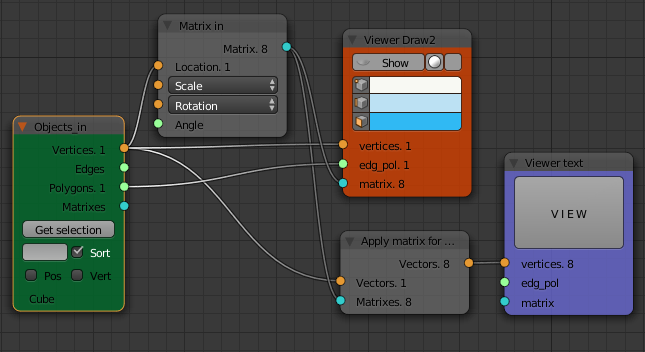 Matrix in
Matrix. 8
Location. 1
Scale
Rotation
Angle
Viewer Draw2
Show
vertices. 1
edg_pol. 1
matrix. 8
Objects_in
Vertices. 1
Edges
Polygons. 1
Matrixes
Get selection
Sort
Pos
Vert
Cube
Apply matrix for ...
Vectors. 8
Vectors. 1
Matrixes. 8
Viewer text
VIEW
vertices. 8
edg_pol
matrix